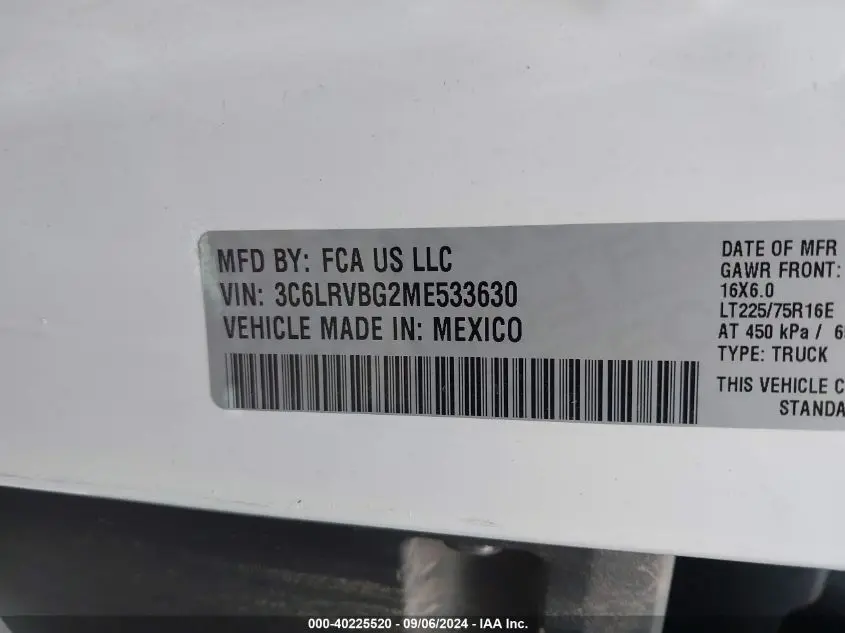 MFD BY: FCA US LLC
VIN: 3C6LRVBG2ME533630
VEHICLE MADE IN: MEXICO
DATE OF MFR
GAWR FRONT:
16X6.0
LT225/75R16E
AT 450 kPa /
TYPE: TRUCK
THIS VEHICLE C
STANDA
000-40225520 - 09/06/2024 - IAA Inc.